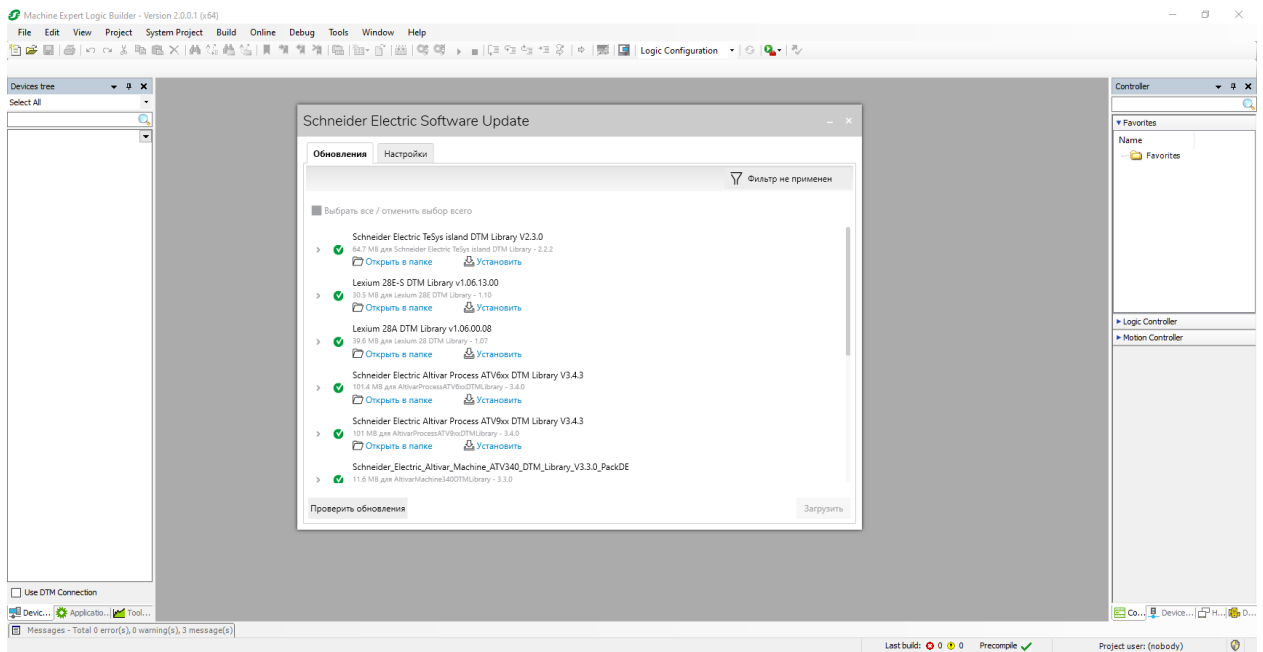 Machine Expert Logic Builder - Version 2.0.0.1 (x64)
File Edit View Project System Project Build Online Debug Tools Window Help
Logic Configuration
Devices tree
Select All
Controller
Favorites
Name
Favorites
Logic Controller
Motion Controller
Schneider Electric Software Update
Обновления Настройки
Фильтр не применен
Выбрать все / отменить выбор всего
Schneider Electric TeSys island DTM Library V2.3.0
64.7 MB для Schneider Electric TeSys island DTM Library - 2.2.2
Открыть в папке Установить
Lexium 28E-S DTM Library v1.06.13.00
30.5 MB для Lexium 28E DTM Library - 1.10
Открыть в папке Установить
Lexium 28A DTM Library v1.06.00.08
39.6 MB для Lexium 28 DTM Library - 1.07
Открыть в папке Установить
Schneider Electric Altivar Process ATV6xx DTM Library V3.4.3
101.4 MB для AltivarProcessATV6xxDTMLibrary - 3.4.0
Открыть в папке Установить
Schneider Electric Altivar Process ATV9xx DTM Library V3.4.3
101 MB для AltivarProcessATV9xxDTMLibrary - 3.4.0
Открыть в папке Установить
Schneider_Electric_Altivar_Machine_ATV340_DTM_Library_V3.3.0_PackDE
11.6 MB для AltivarMachine340DTMLibrary - 3.3.0
Проверить обновления Загрузить
Use DTM Connection
Devic... Applicatio... Tool...
Co... Device... H... D...
Messages - Total 0 error(s), 0 warning(s), 3 message(s)
Last build: 0 0 Precompile Project user: (nobody)